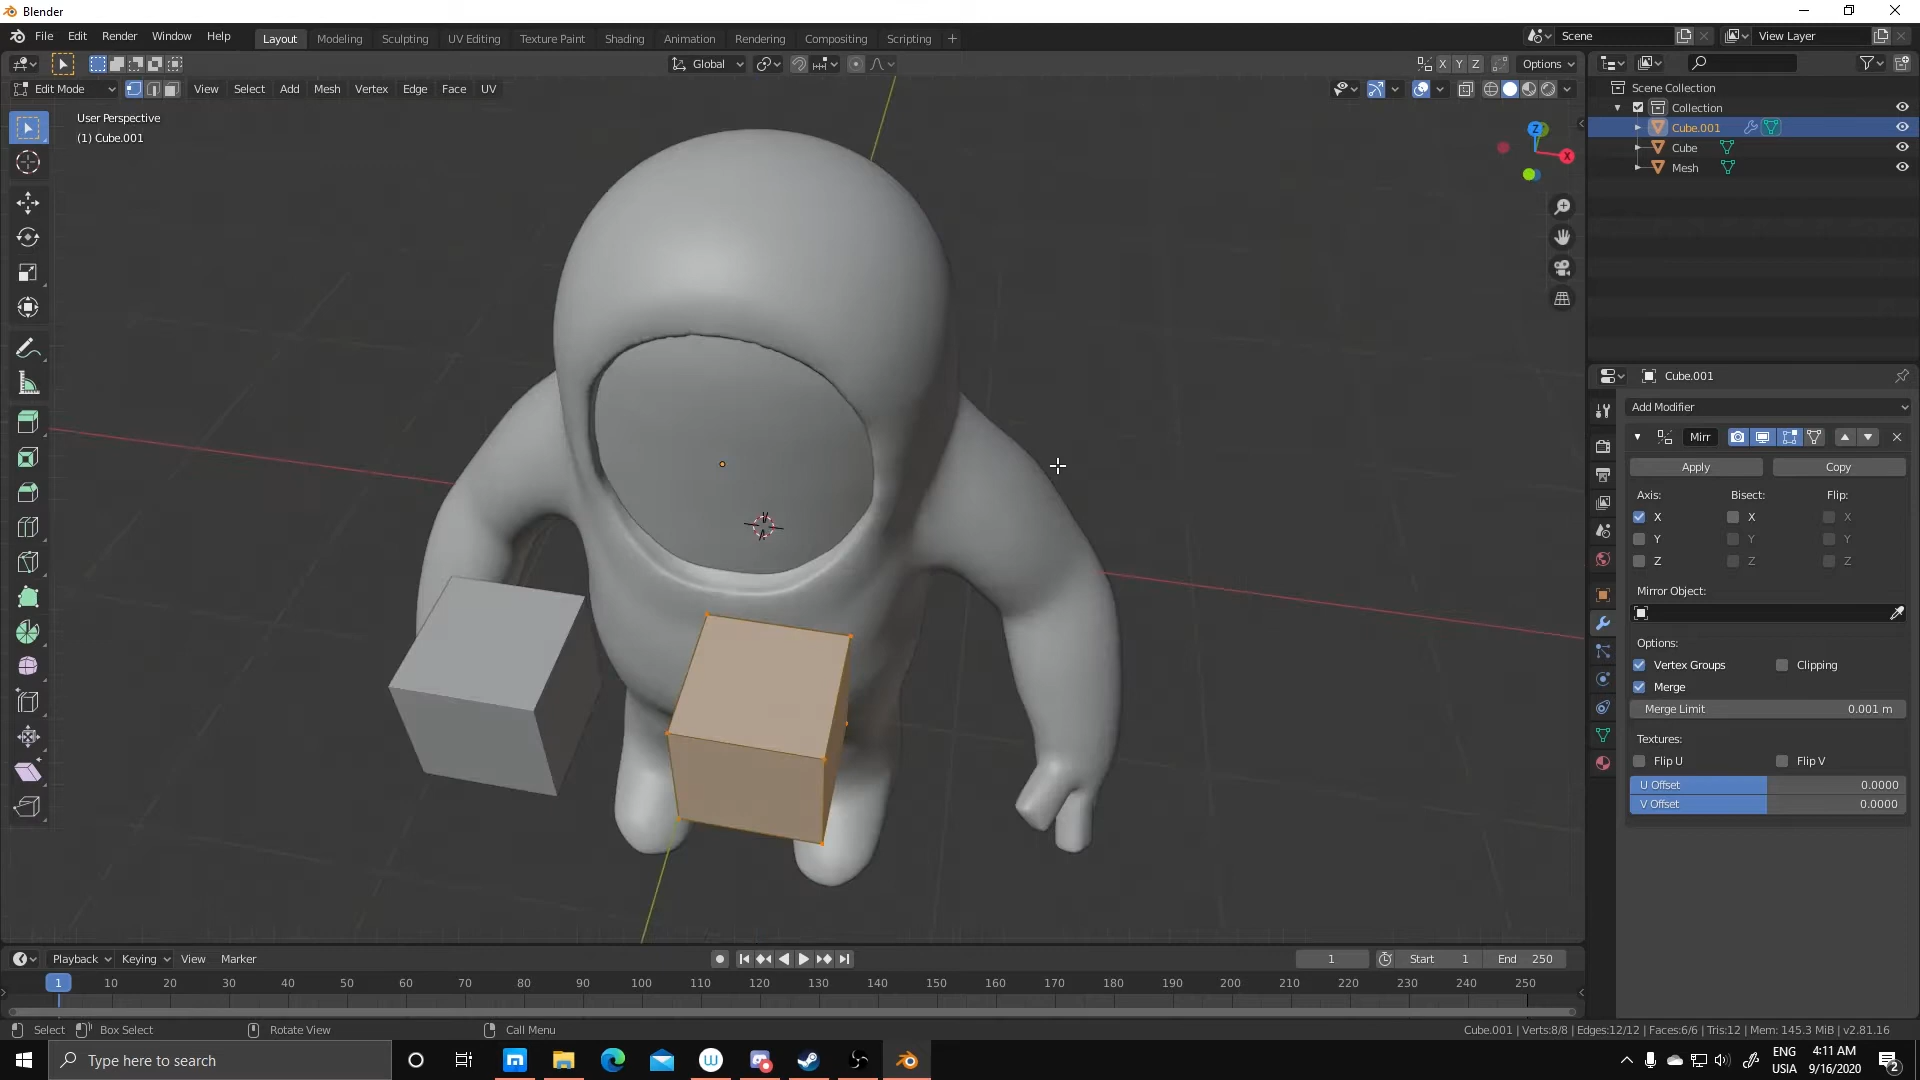 Blender
File Edit Render Window Help Layout Modeling Sculpting UV Editing Texture Paint Shading Animation Rendering Compositing Scripting + Scene View Layer
Global X Y Z Options
Edit Mode View Select Add Mesh Vertex Edge Face UV
User Perspective
(1) Cube.001
Z
X
Scene Collection
Collection
Cube.001
Cube
Mesh
Cube.001
Add Modifier
Mirr
Apply Copy
Axis: Bisect: Flip:
X X X
Y Y Y
Z Z Z
Mirror Object:
Options:
Vertex Groups Clipping
Merge
Merge Limit 0.001 m
Textures:
Flip U Flip V
U Offset 0.0000
V Offset 0.0000
Playback Keying View Marker 1 Start 1 End 250
1 10 20 30 40 50 60 70 80 90 100 110 120 130 140 150 160 170 180 190 200 210 220 230 240 250
Select Box Select Rotate View Call Menu Cube.001 | Verts:8/8 | Edges:12/12 | Faces:6/6 | Tris:12 | Mem: 145.3 MiB | v2.81.16
Type here to search ENG 4:11 AM
USIA 9/16/2020 2